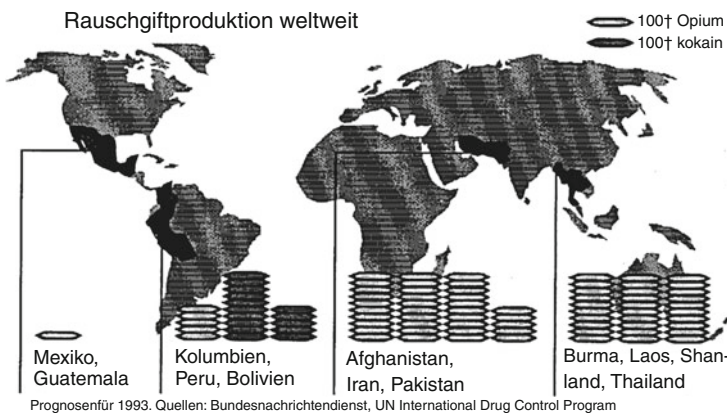 Rauschgiftproduktion weltweit
100† Opium
100† kokain
Mexiko,
Guatemala
Kolumbien,
Peru, Bolivien
Afghanistan,
Iran, Pakistan
Burma, Laos, Shan-
land, Thailand
Prognosenfür 1993. Quellen: Bundesnachrichtendienst, UN International Drug Control Program